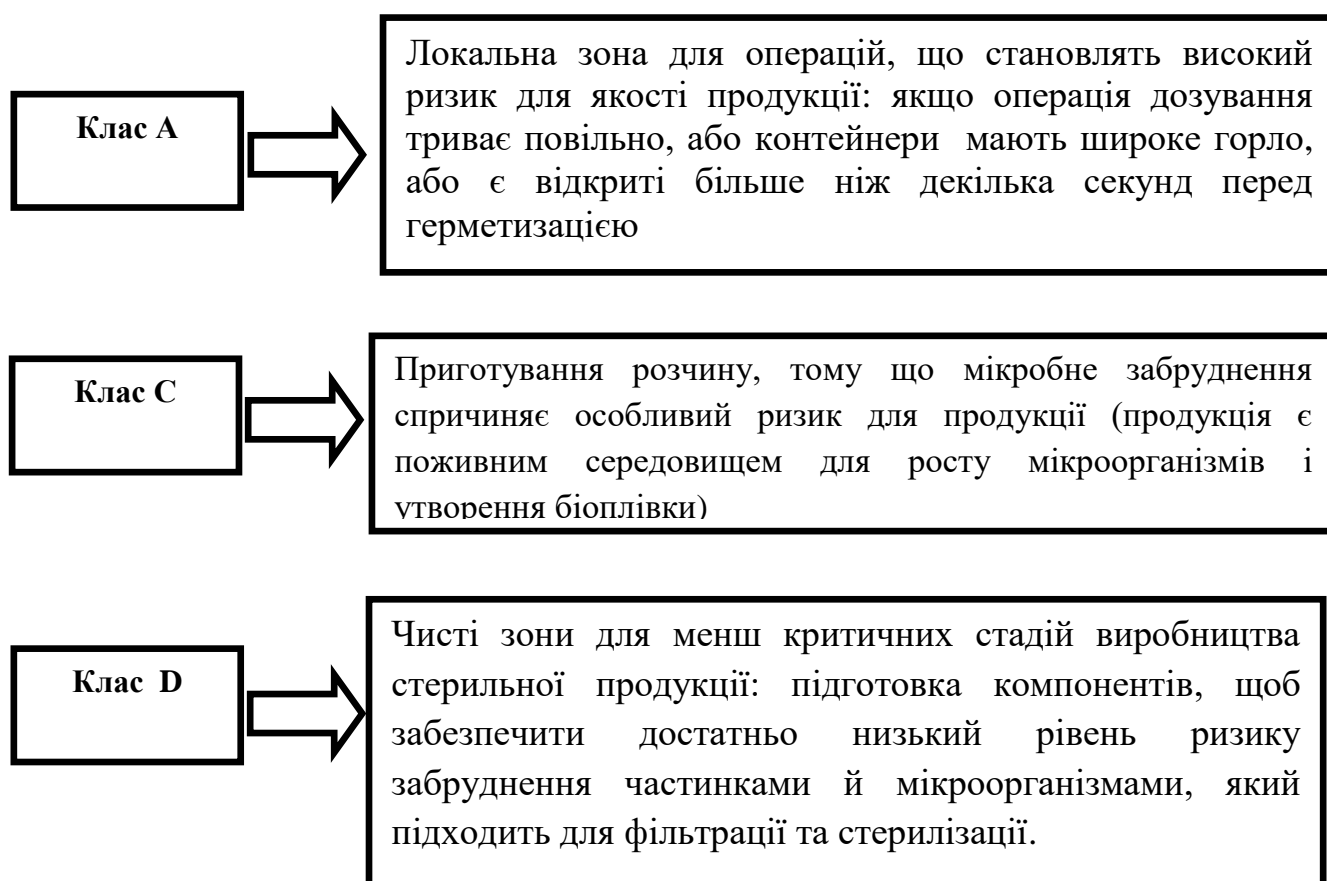 Клас А
Локальна зона для операцій, що становлять високий
ризик для якості продукції: якщо операція дозування
триває повільно, або контейнери мають широке горло,
або є відкриті більше ніж декілька секунд перед
герметизацією
Клас С
Приготування розчину, тому що мікробне забруднення
спричиняє особливий ризик для продукції (продукція є
поживним середовищем для росту мікроорганізмів і
утворення біоплівки)
Клас D
Чисті зони для менш критичних стадій виробництва
стерильної продукції: підготовка компонентів, щоб
забезпечити достатньо низький рівень ризику
забруднення частинками й мікроорганізмами, який
підходить для фільтрації та стерилізації.